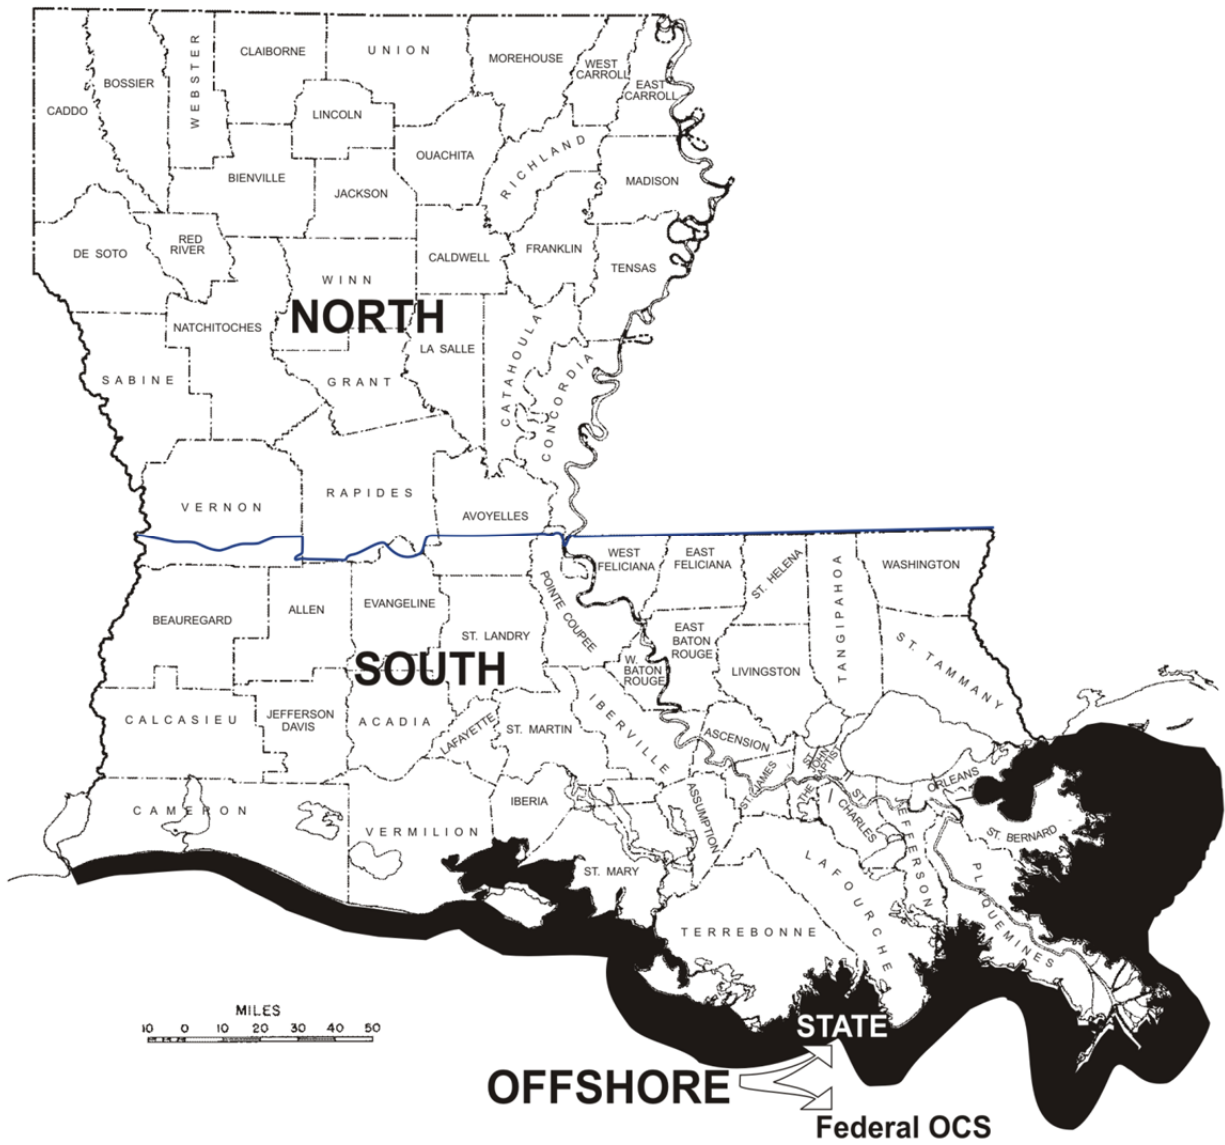 CLAIBORNE
UNION
MOREHOUSE
WEST
CARROLL
EAST
CARROLL
WEBSTER
BOSSIER
CADDO
LINCOLN
OUACHITA
RICHLAND
MADISON
BIENVILLE
JACKSON
DE SOTO
RED
RIVER
CALDWELL
FRANKLIN
TENSAS
WINN
NORTH
NATCHITOCHES
LA SALLE
CATAHOULA
CONCORDIA
SABINE
GRANT
VERNON
RAPIDES
AVOYELLES
WEST
FELICIANA
EAST
FELICIANA
ST. HELENA
TANGIPAHOA
WASHINGTON
BEAUREGARD
ALLEN
EVANGELINE
POINTE COUPEE
ST. LANDRY
EAST
BATON
ROUGE
ST. TAMMANY
SOUTH
W.
BATON
ROUGE
LIVINGSTON
CALCASIEU
JEFFERSON
DAVIS
ACADIA
LAFAYETTE
ST. MARTIN
IBERVILLE
ASCENSION
ST. JAMES
ST.
JOHN
THE BAPTIST
ORLEANS
CAMERON
VERMILION
IBERIA
ASSUMPTION
ST. CHARLES
JEFFERSON
ST. BERNARD
ST. MARY
LAFOURCHE
PLAQUEMINES
TERREBONNE
MILES
10 0 10 20 30 40 50
STATE
OFFSHORE
Federal OCS